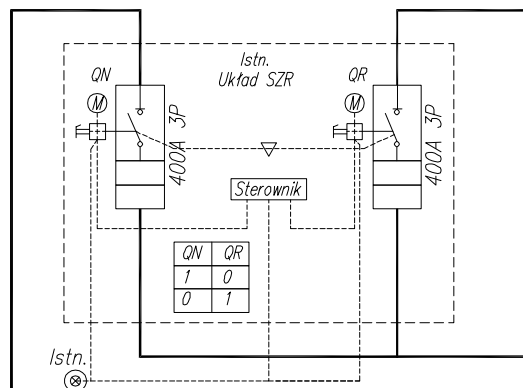 Istn.
Układ SZR
QN
QR
M
M
400A 3P
400A 3P
Sterownik
QN QR
1 0
0 1
Istn.